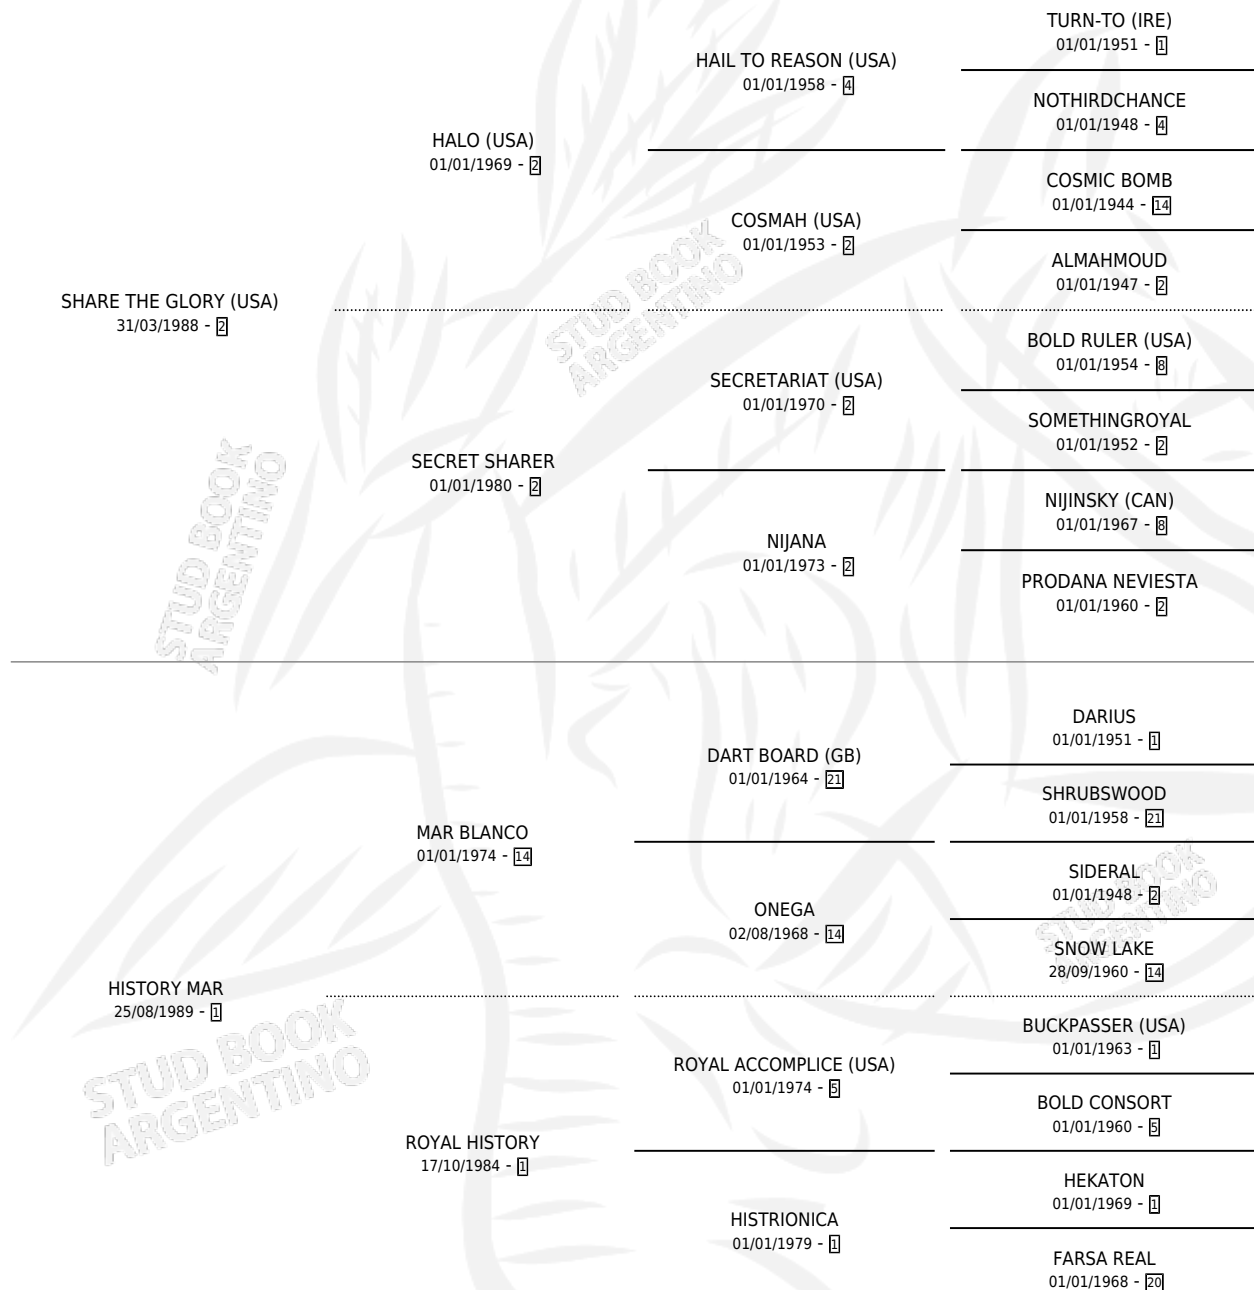 TURN-TO (IRE)
01/01/1951 - 1
HAIL TO REASON (USA)
01/01/1958 - 4
NOTHIRDCHANCE
01/01/1948 - 4
HALO (USA)
01/01/1969 - 2
COSMIC BOMB
01/01/1944 - 14
COSMAH (USA)
01/01/1953 - 2
ALMAHMOUD
01/01/1947 - 2
SHARE THE GLORY (USA)
31/03/1988 - 2
BOLD RULER (USA)
01/01/1954 - 8
SECRETARIAT (USA)
01/01/1970 - 2
SOMETHINGROYAL
01/01/1952 - 2
SECRET SHARER
01/01/1980 - 2
NIJINSKY (CAN)
01/01/1967 - 8
NIJANA
01/01/1973 - 2
PRODANA NEVIESTA
01/01/1960 - 2
DARIUS
01/01/1951 - 1
DART BOARD (GB)
01/01/1964 - 21
SHRUBSWOOD
01/01/1958 - 21
MAR BLANCO
01/01/1974 - 14
SIDERAL
01/01/1948 - 2
ONEGA
02/08/1968 - 14
SNOW LAKE
28/09/1960 - 14
HISTORY MAR
25/08/1989 - 1
BUCKPASSER (USA)
01/01/1963 - 1
ROYAL ACCOMPLICE (USA)
01/01/1974 - 5
BOLD CONSORT
01/01/1960 - 5
ROYAL HISTORY
17/10/1984 - 1
HEKATON
01/01/1969 - 1
HISTRIONICA
01/01/1979 - 1
FARSA REAL
01/01/1968 - 20
STUD BOOK
ARGENTINO
STUD BOOK
ARGENTINO
STUD BOOK
ARGENTINO
STUD BOOK
ARGENTINO